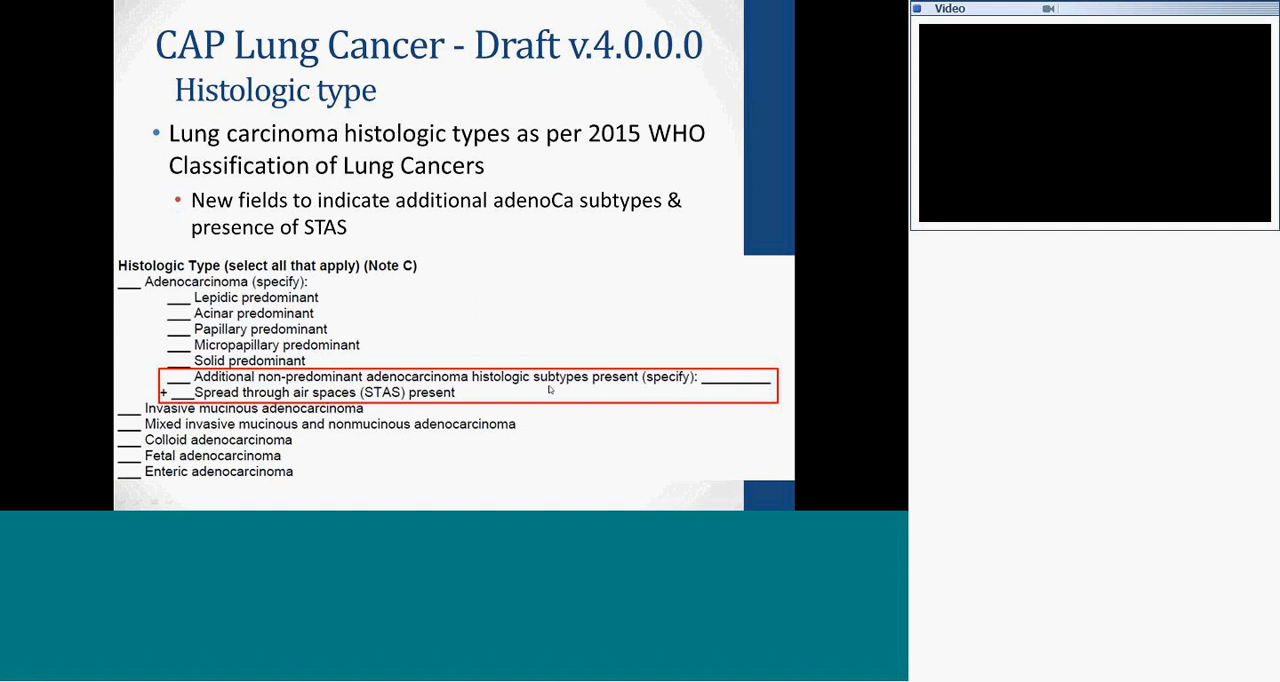 CAP Lung Cancer - Draft v.4.0.0.0
Histologic type
• Lung carcinoma histologic types as per 2015 WHO
Classification of Lung Cancers
• New fields to indicate additional adenoCa subtypes &
presence of STAS
Histologic Type (select all that apply) (Note C)
___ Adenocarcinoma (specify):
___ Lepidic predominant
___ Acinar predominant
___ Papillary predominant
___ Micropapillary predominant
___ Solid predominant
___ Additional non-predominant adenocarcinoma histologic subtypes present (specify): _________
+ ___Spread through air spaces (STAS) present
___ Invasive mucinous adenocarcinoma
___ Mixed invasive mucinous and nonmucinous adenocarcinoma
___ Colloid adenocarcinoma
___ Fetal adenocarcinoma
___ Enteric adenocarcinoma
Video